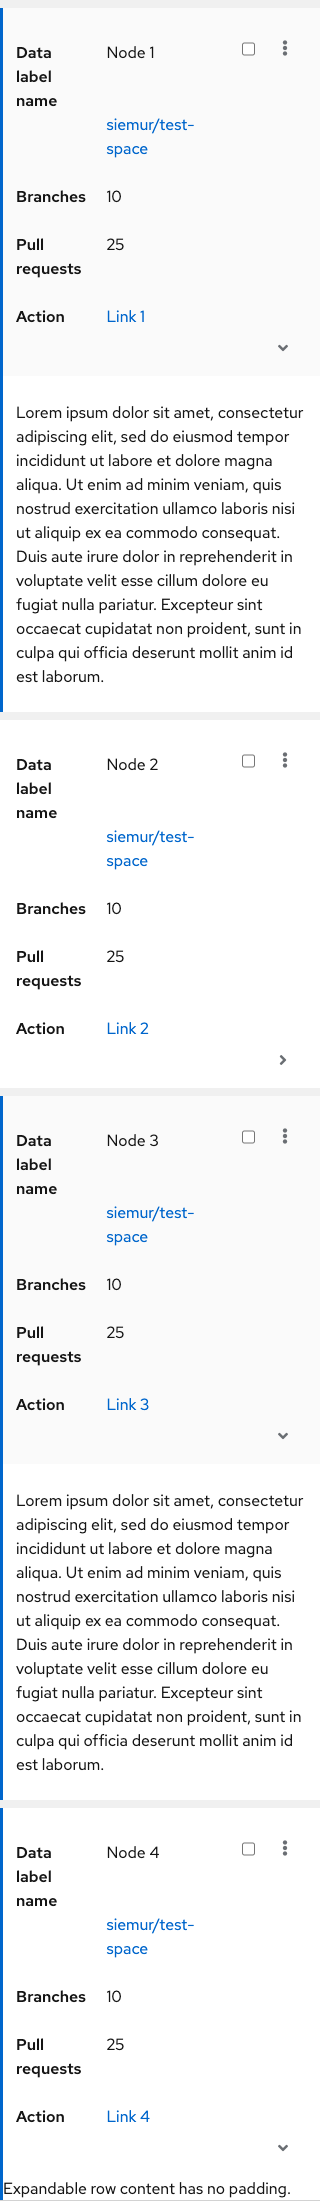 Data label name Node 1
siemur/test-space
Branches 10
Pull requests 25
Action Link 1
Lorem ipsum dolor sit amet, consectetur
adipiscing elit, sed do eiusmod tempor
incididunt ut labore et dolore magna
aliqua. Ut enim ad minim veniam, quis
nostrud exercitation ullamco laboris nisi
ut aliquip ex ea commodo consequat.
Duis aute irure dolor in reprehenderit in
voluptate velit esse cillum dolore eu
fugiat nulla pariatur. Excepteur sint
occaecat cupidatat non proident, sunt in
culpa qui officia deserunt mollit anim id
est laborum.
Data label name Node 2
siemur/test-space
Branches 10
Pull requests 25
Action Link 2
Data label name Node 3
siemur/test-space
Branches 10
Pull requests 25
Action Link 3
Lorem ipsum dolor sit amet, consectetur
adipiscing elit, sed do eiusmod tempor
incididunt ut labore et dolore magna
aliqua. Ut enim ad minim veniam, quis
nostrud exercitation ullamco laboris nisi
ut aliquip ex ea commodo consequat.
Duis aute irure dolor in reprehenderit in
voluptate velit esse cillum dolore eu
fugiat nulla pariatur. Excepteur sint
occaecat cupidatat non proident, sunt in
culpa qui officia deserunt mollit anim id
est laborum.
Data label name Node 4
siemur/test-space
Branches 10
Pull requests 25
Action Link 4
Expandable row content has no padding.